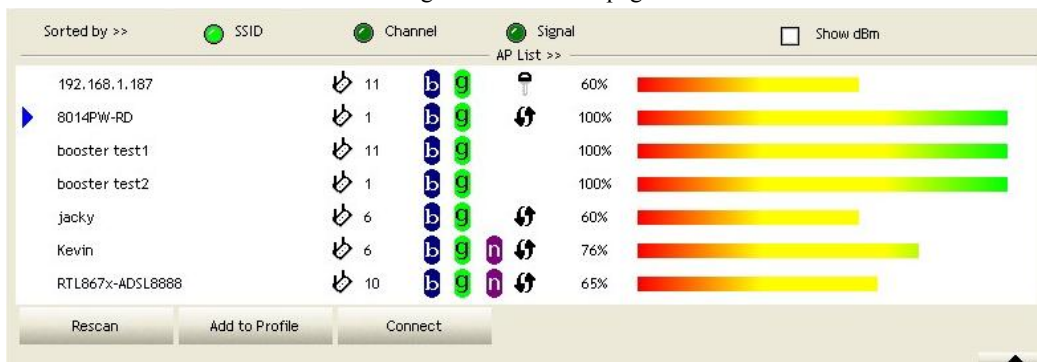 Sorted by >> SSID Channel Signal Show dBm
AP List >>
192.168.1.187 11 b g 60%
8014PW-RD 1 b g 100%
booster test1 11 b g 100%
booster test2 1 b g 100%
jacky 6 b g 60%
Kevin 6 b g n 76%
RTL867x-ADSL8888 10 b g n 65%
Rescan Add to Profile Connect